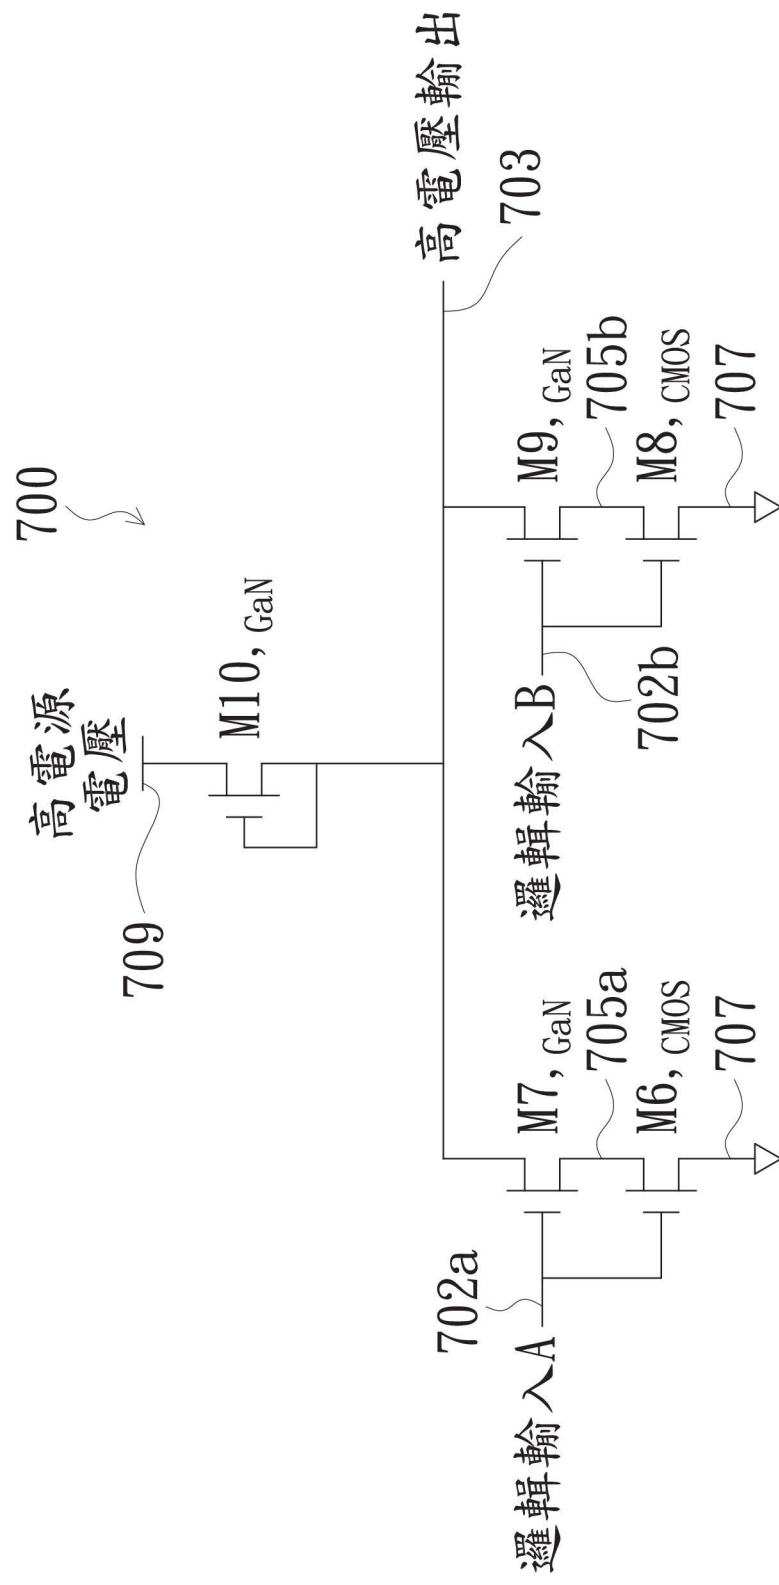 700
高電源
電壓
709
M10, GaN
高電壓輸出
703
702a
邏輯輸入A
M7, GaN
705a
M6, CMOS
707
邏輯輸入B
702b
M9, GaN
705b
M8, CMOS
707